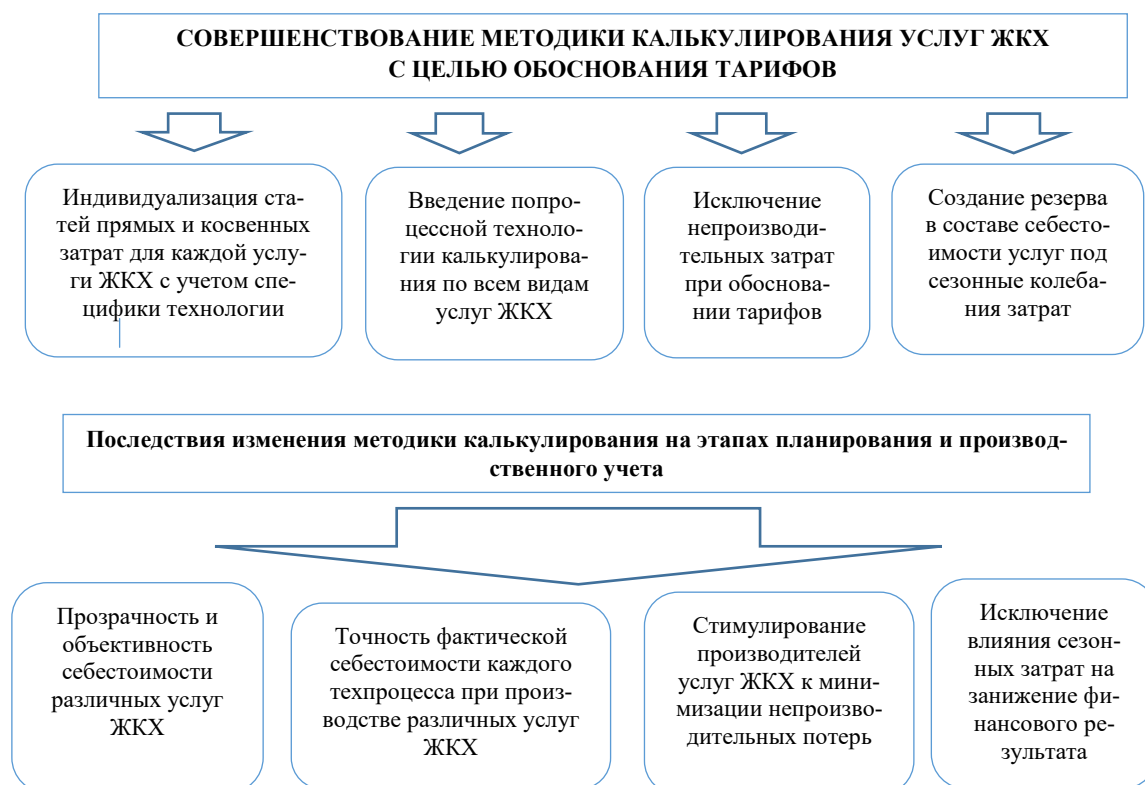 СОВЕРШЕНСТВОВАНИЕ МЕТОДИКИ КАЛЬКУЛИРОВАНИЯ УСЛУГ ЖКХ
С ЦЕЛЬЮ ОБОСНОВАНИЯ ТАРИФОВ
Индивидуализация ста-
тей прямых и косвенных
затрат для каждой услу-
ги ЖКХ с учетом спе-
цифики технологии
Введение попро-
цессной техноло-
гии калькулирова-
ния по всем видам
услуг ЖКХ
Исключение
непроизводи-
тельных затрат
при обоснова-
нии тарифов
Создание резерва
в составе себесто-
имости услуг под
сезонные колеба-
ния затрат
Последствия изменения методики калькулирования на этапах планирования и производ-
ственного учета
Прозрачность и
объективность
себестоимости
различных услуг
ЖКХ
Точность фактической
себестоимости каждого
техпроцесса при произ-
водстве различных услуг
ЖКХ
Стимулирование
производителей
услуг ЖКХ к мини-
мизации непроизво-
дительных потерь
Исключение
влияния сезон-
ных затрат на
занижение фи-
нансового ре-
зультата